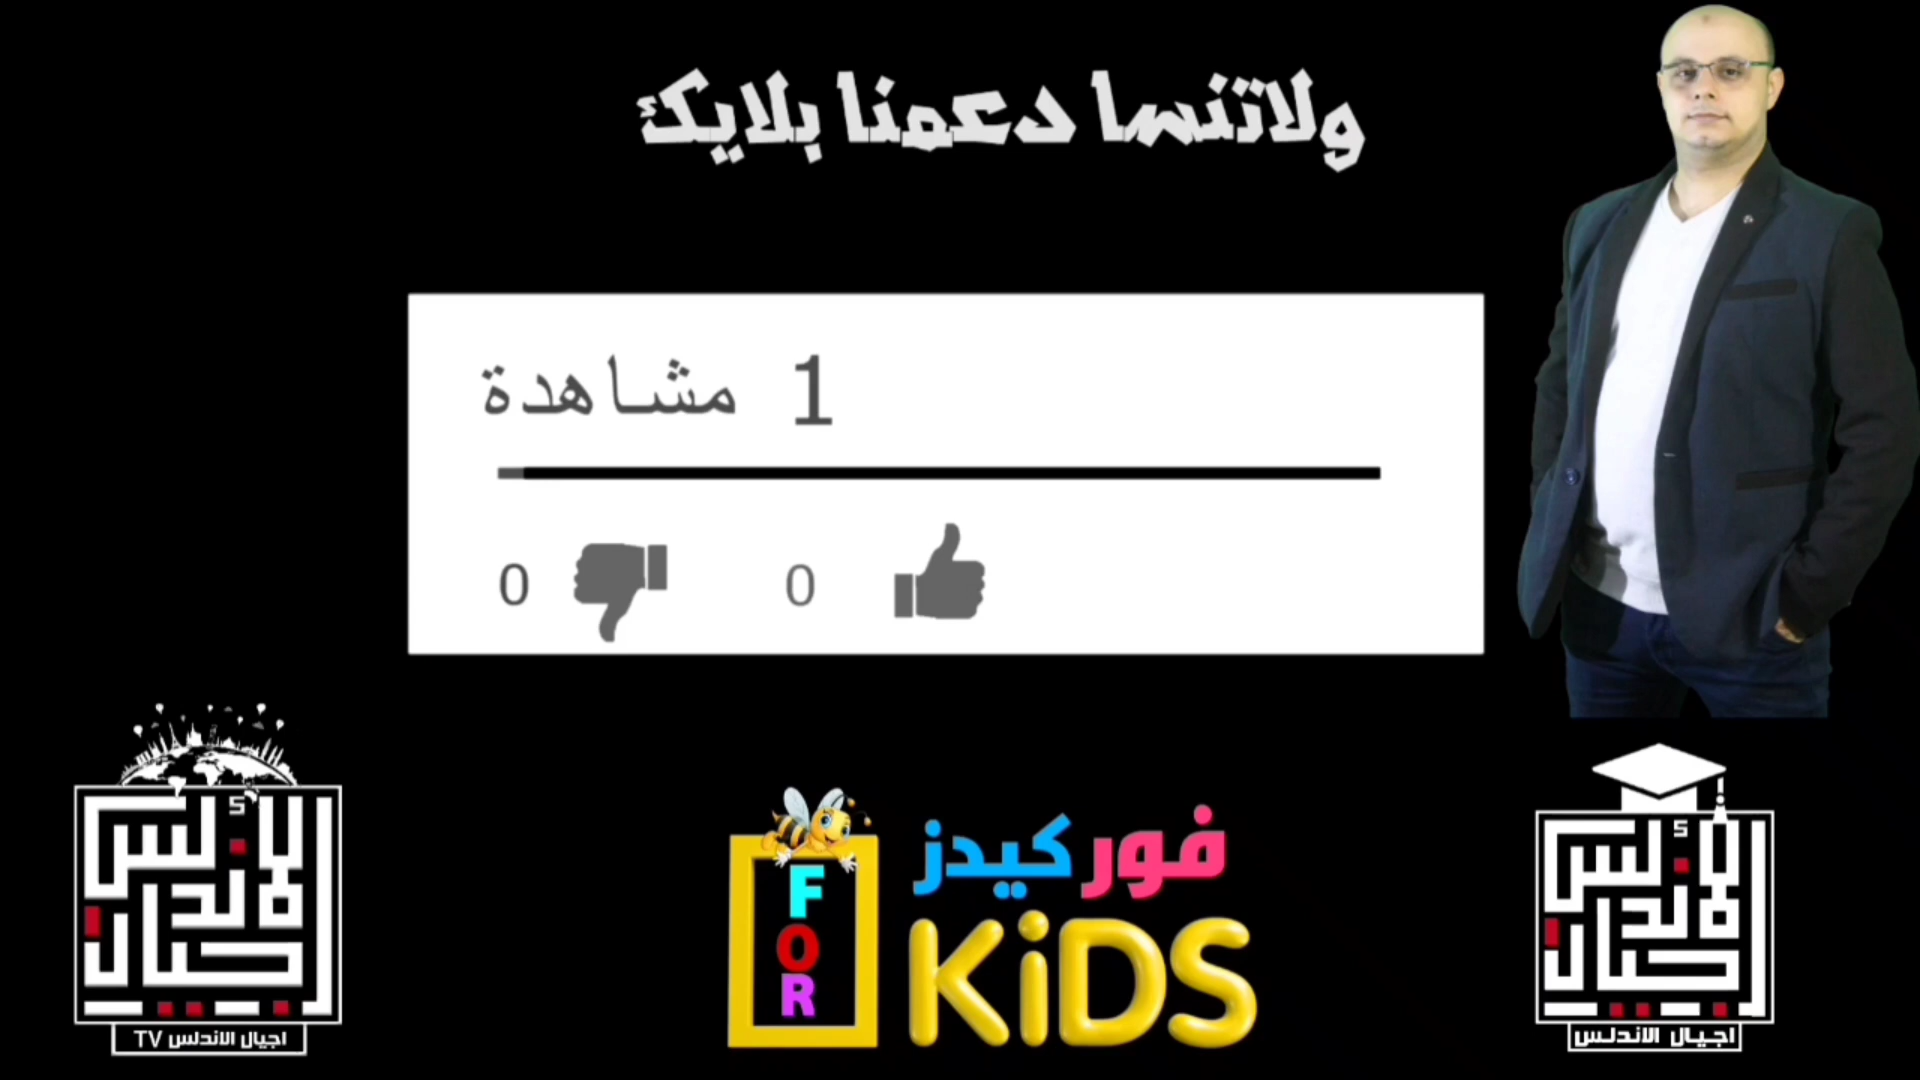 ولاتنسا دعمنا بلايك
1 مشاهدة
0 0
فور كيدز
FOR
KiDS
اجيال الاندلس TV
اجيال الاندلس